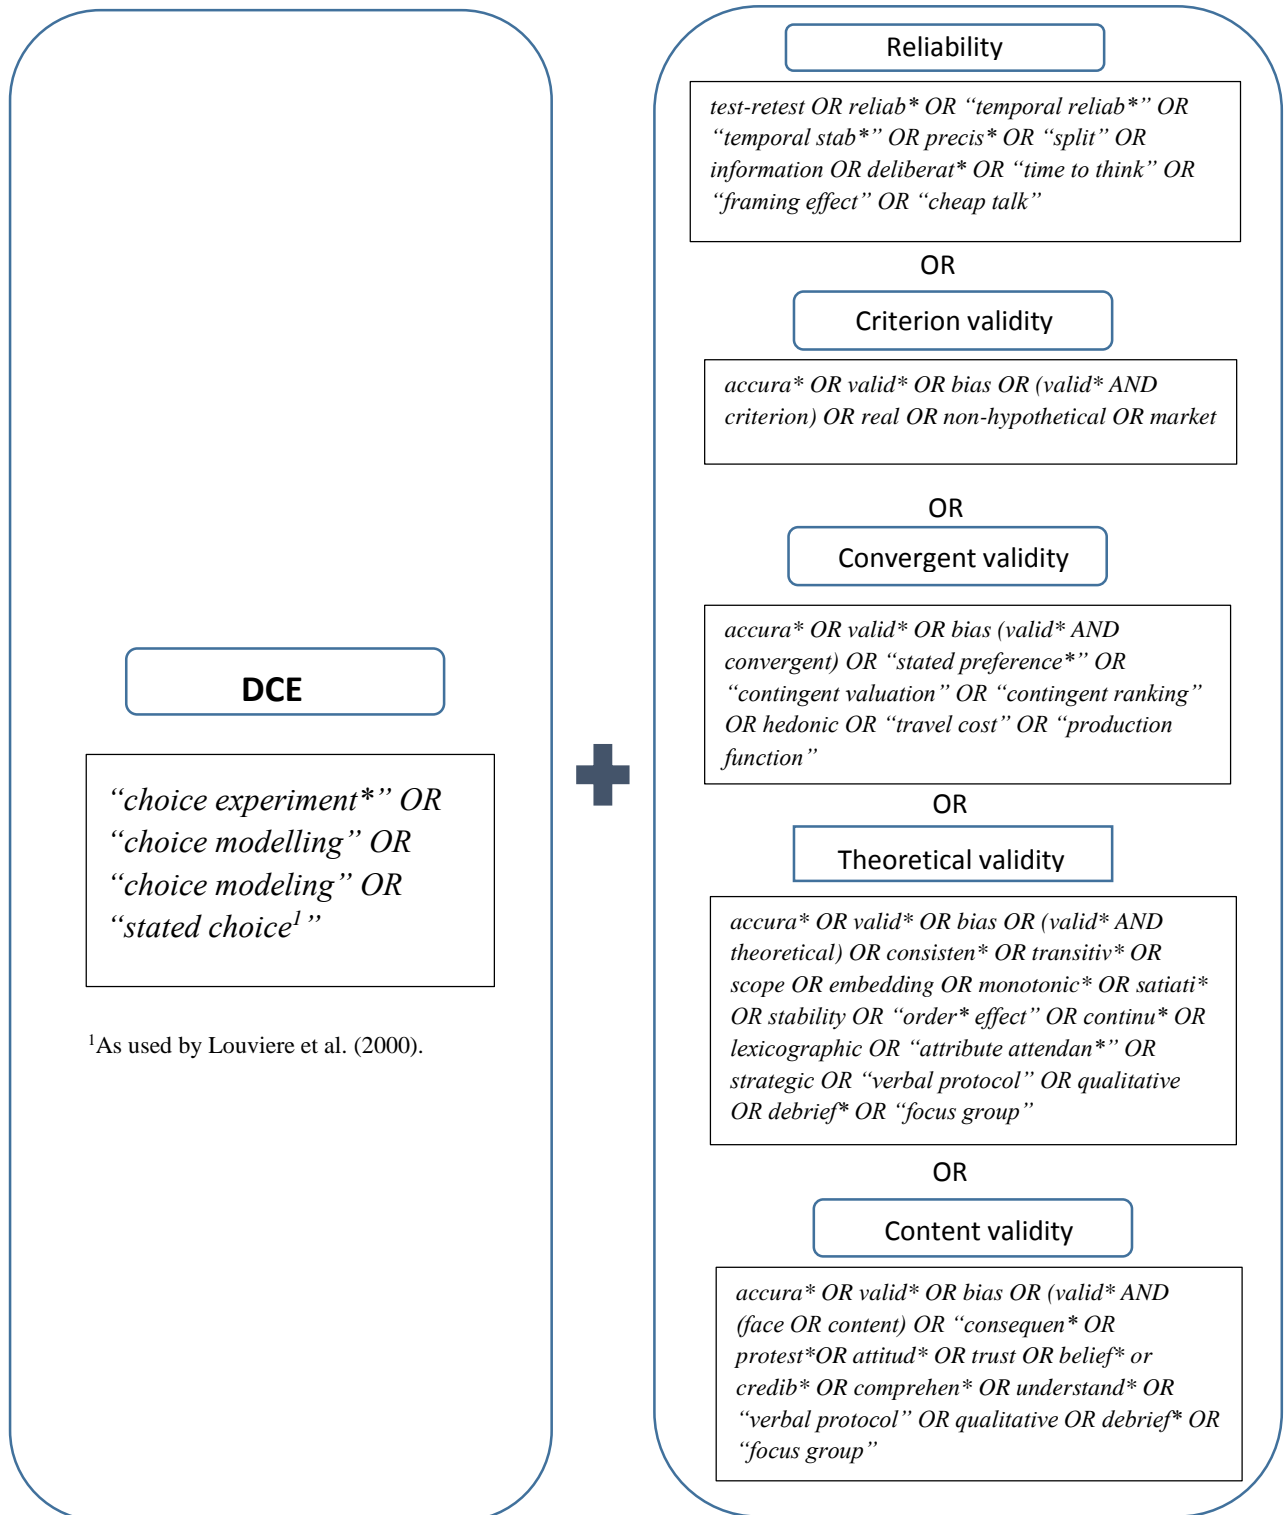 DCE
“choice experiment*” OR
“choice modelling” OR
“choice modeling” OR
“stated choice¹”
¹As used by Louviere et al. (2000).
Reliability
test-retest OR reliab* OR “temporal reliab*” OR
“temporal stab*” OR precis* OR “split” OR
information OR deliberat* OR “time to think” OR
“framing effect” OR “cheap talk”
OR
Criterion validity
accura* OR valid* OR bias OR (valid* AND
criterion) OR real OR non-hypothetical OR market
OR
Convergent validity
accura* OR valid* OR bias (valid* AND
convergent) OR “stated preference*” OR
“contingent valuation” OR “contingent ranking”
OR hedonic OR “travel cost” OR “production
function”
OR
Theoretical validity
accura* OR valid* OR bias OR (valid* AND
theoretical) OR consisten* OR transitiv* OR
scope OR embedding OR monotonic* OR satiati*
OR stability OR “order* effect” OR continu* OR
lexicographic OR “attribute attendan*” OR
strategic OR “verbal protocol” OR qualitative
OR debrief* OR “focus group”
OR
Content validity
accura* OR valid* OR bias OR (valid* AND
(face OR content) OR “consequen* OR
protest*OR attitud* OR trust OR belief* or
credib* OR comprehen* OR understand* OR
“verbal protocol” OR qualitative OR debrief* OR
“focus group”